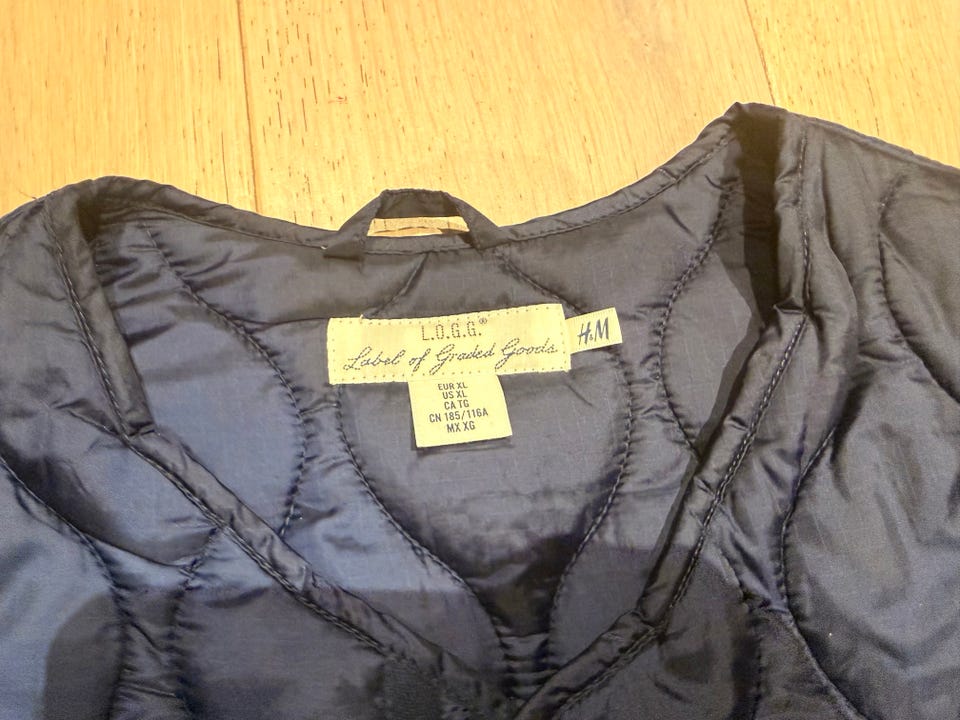 L.O.G.G.®
Label of Graded Goods
H&M
EUR XL
US XL
CA TG
CN 185/116A
MX XG